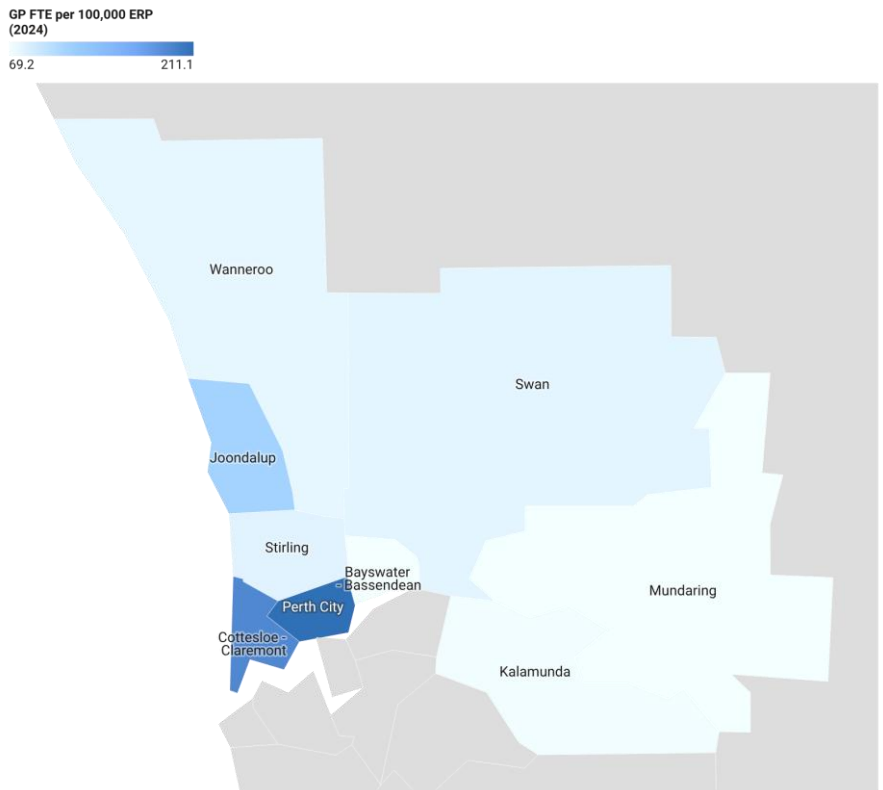 GP FTE per 100,000 ERP
(2024)
69.2
211.1
Wanneroo
Swan
Joondalup
Stirling
Bayswater
- Bassendean
Mundaring
Perth City
Cottesloe -
Claremont
Kalamunda